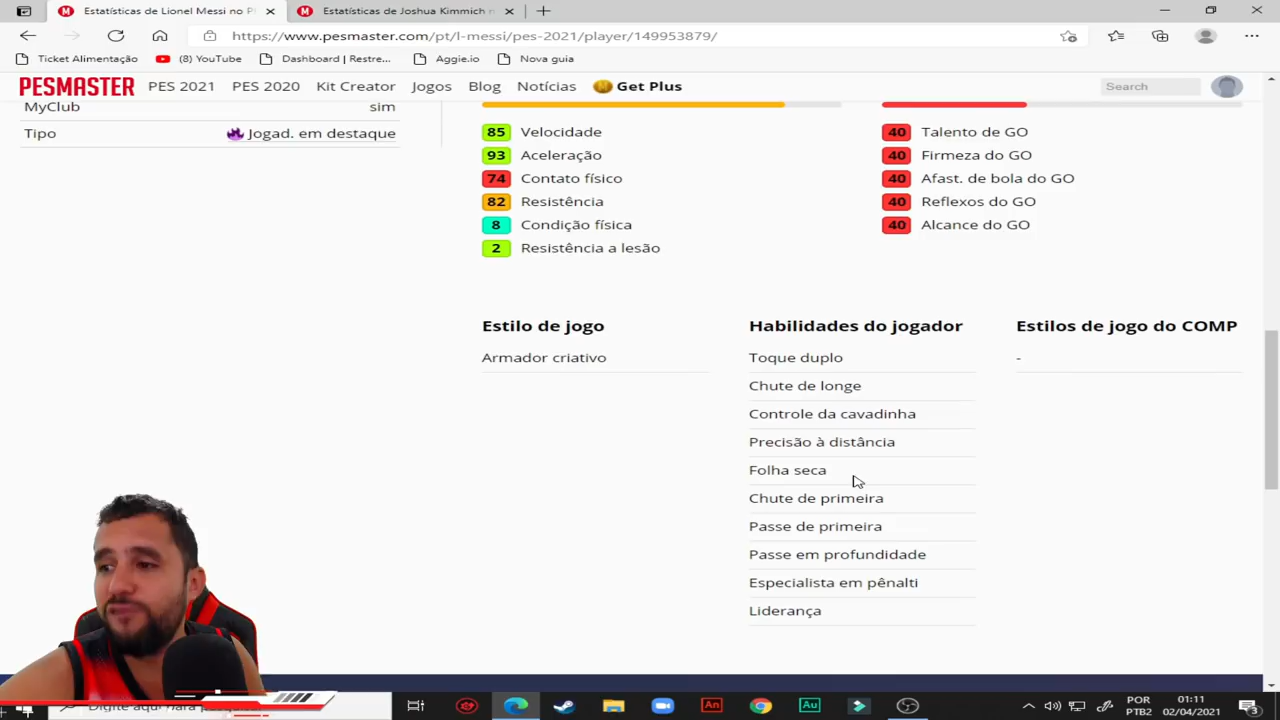 Estatísticas de Lionel Messi no P
Estatísticas de Joshua Kimmich n
https://www.pesmaster.com/pt/l-messi/pes-2021/player/149953879/
Ticket Alimentação (8) YouTube Dashboard | Restre... Aggie.io Nova guia
PESMASTER PES 2021 PES 2020 Kit Creator Jogos Blog Notícias Get Plus Search
MyClub sim
Tipo Jogad. em destaque
85 Velocidade
93 Aceleração
74 Contato físico
82 Resistência
8 Condição física
2 Resistência a lesão
40 Talento de GO
40 Firmeza do GO
40 Afast. de bola do GO
40 Reflexos do GO
40 Alcance do GO
Estilo de jogo
Armador criativo
Habilidades do jogador
Toque duplo
Chute de longe
Controle da cavadinha
Precisão à distância
Folha seca
Chute de primeira
Passe de primeira
Passe em profundidade
Especialista em pênalti
Liderança
Estilos de jogo do COMP
-
Digite aqui para
An
Au
POR
PTB2
01:11
02/04/2021
3